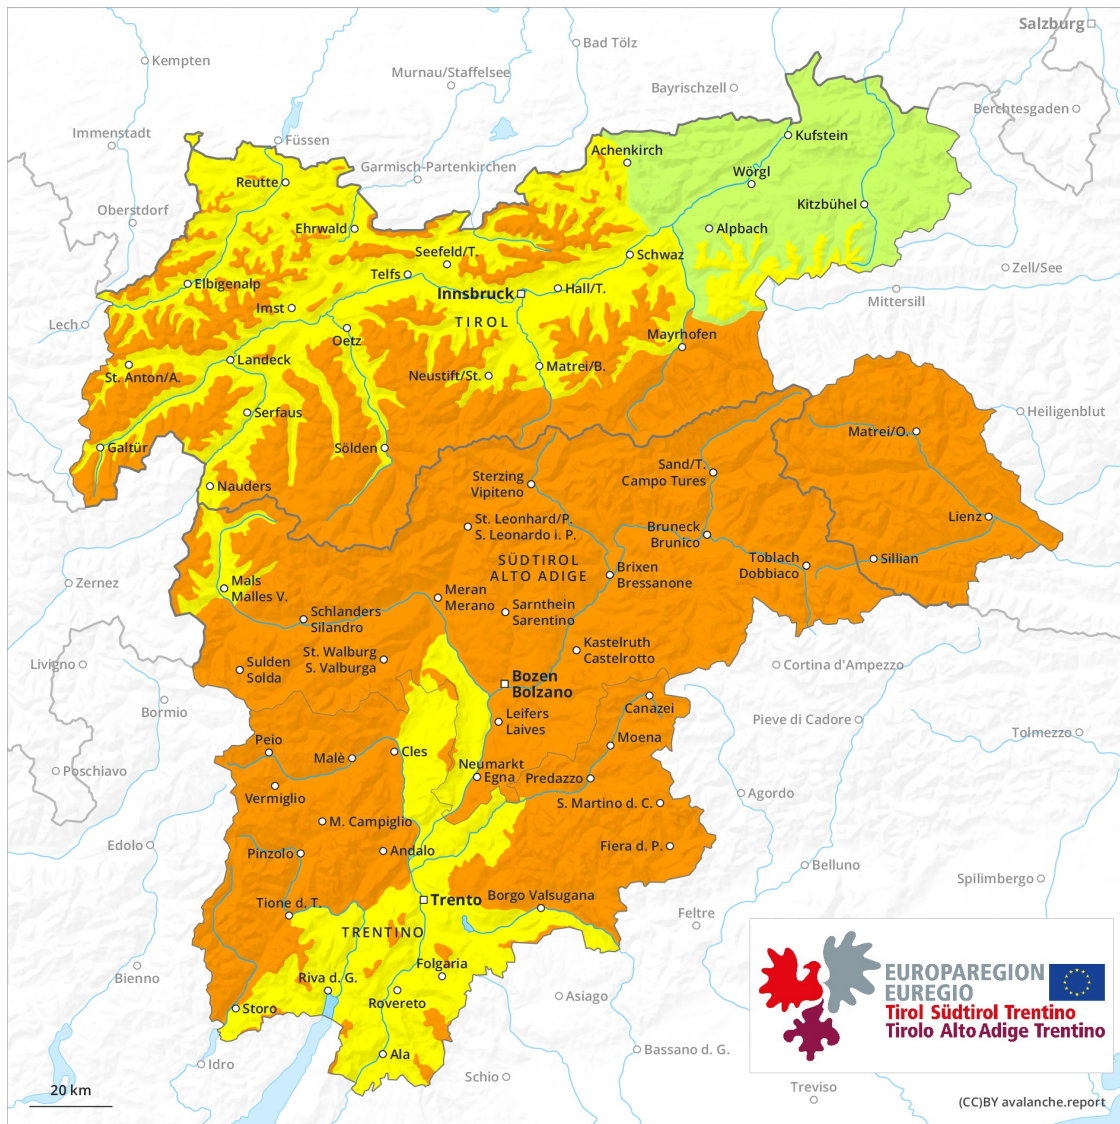 Salzburg
Bad Tölz
Kempten
Murnau/Staffelsee
Bayrischzell
Berchtesgaden
Immenstadt
Füssen
Kufstein
Achenkirch
Garmisch-Partenkirchen
Wörgl
Reutte
Kitzbühel
Oberstdorf
Ehrwald
Alpbach
Seefeld/T.
Schwaz
Telfs
Zell/See
Elbigenalp
Innsbruck
Hall/T.
Mittersill
Imst
TIROL
Lech
Oetz
Mayrhofen
Landeck
Matrei/B.
St. Anton/A.
Neustift/St.
Serfaus
Heiligenblut
Matrei/O.
Galtür
Sölden
Sand/T.
Campo Tures
Sterzing
Vipiteno
Nauders
St. Leonhard/P.
S. Leonardo i. P.
Lienz
Bruneck
Brunico
SÜDTIROL
ALTO ADIGE
Toblach
Dobbiaco
Sillian
Brixen
Bressanone
Zernez
Mals
Malles V.
Meran
Merano
Schlanders
Silandro
Sarnthein
Sarentino
Kastelruth
Castelrotto
St. Walburg
S. Valburga
Livigno
Sulden
Solda
Cortina d'Ampezzo
Bozen
Bolzano
Canazei
Bormio
Leifers
Laives
Pieve di Cadore
Tolmezzo
Peio
Moena
Malè
Cles
Neumarkt
Egna
Poschiavo
Predazzo
Vermiglio
Agordo
S. Martino d. C.
M. Campiglio
Edolo
Fiera d. P.
Pinzolo
Andalo
Belluno
Spilimbergo
Borgo Valsugana
Trento
Tione d. T.
Feltre
TRENTINO
Folgaria
Bienno
Riva d. G.
Rovereto
Asiago
Storo
EUROPAREGION
EUREGIO
Tirol Südtirol Trentino
Tirolo Alto Adige Trentino
Ala
Bassano d. G.
Idro
Schio
20 km
Treviso
(CC)BY avalanche.report